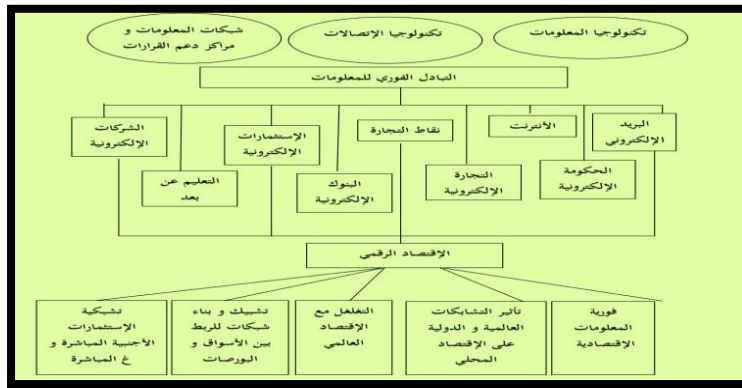 تكنولوجيا المعلومات
تكنولوجيا الإتصالات
شبكات المعلومات و
مراكز دعم القرارات
التبادل الفوري للمعلومات
البريد
الإلكتروني
الأنترنت
نقاط التجارة
الإستثمارات
الإلكترونية
الشركات
الإلكترونية
الحكومة
الإلكترونية
التجارة
الإلكترونية
البنوك
الإلكترونية
التعليم عن
بعد
الإقتصاد الرقمي
فورية
المعلومات
الإقتصادية
تأثير التشابكات
العالمية و الدولية
على الإقتصاد
المحلي
التغلغل مع
الإقتصاد
العالمي
تشبيك و بناء
شبكات للربط
بين الأسواق و
البورصات
تشبكية
الإستثمارات
الأجنبية المباشرة و
غ المباشرة